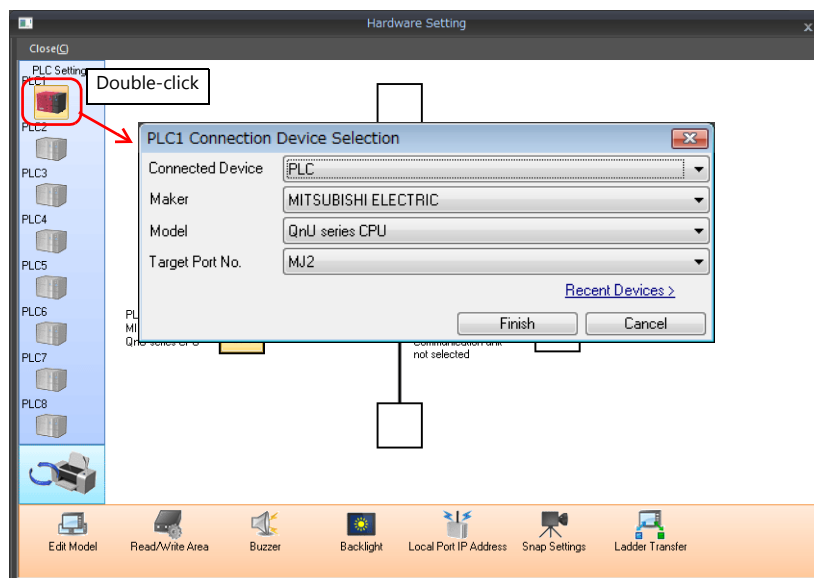 Hardware Setting
x
Close(C)
PLC Setting
PLC1
Double-click
PLC2
PLC3
PLC4
PLC5
PLC6
PLC7
PLC8
PLC1 Connection Device Selection
Connected Device PLC
Maker MITSUBISHI ELECTRIC
Model QnU series CPU
Target Port No. MJ2
Recent Devices >
Finish Cancel
PL
MI
not selected
Edit Model
Read/Write Area
Buzzer
Backlight
Local Port IP Address
Snap Settings
Ladder Transfer